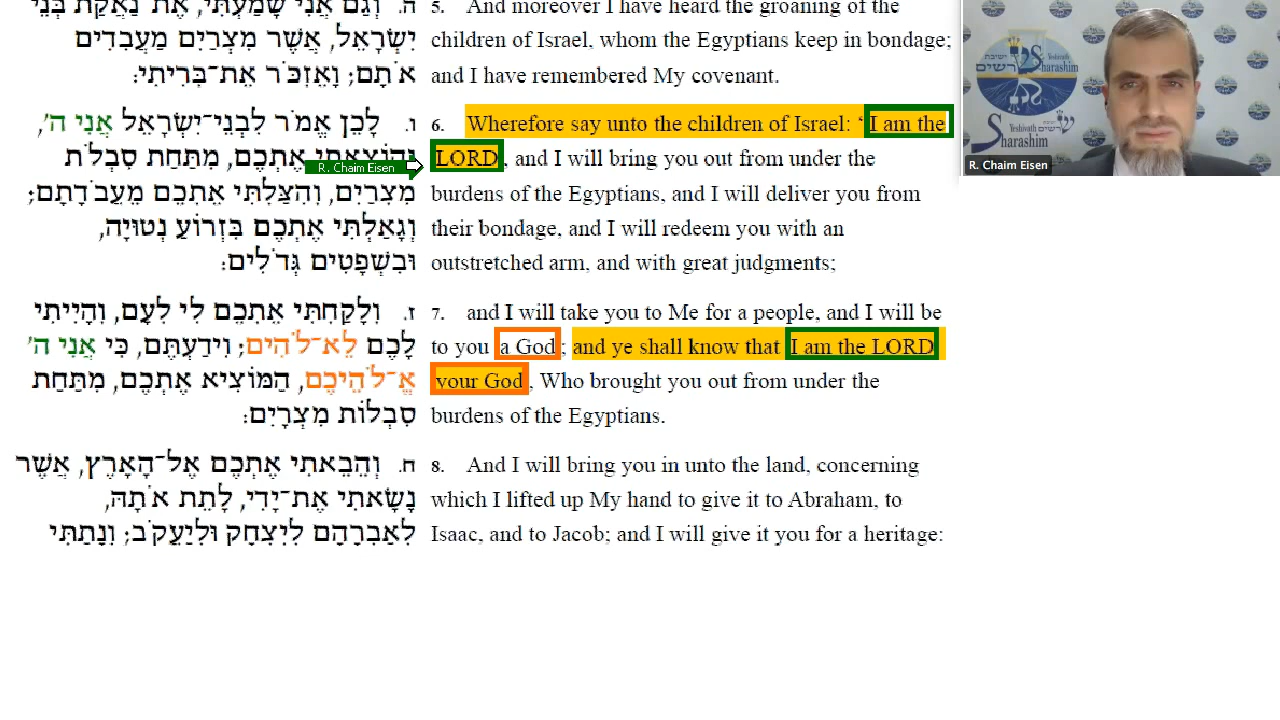 ה. וְגַם אֲנִי שָׁמַעְתִּי, אֶת נַאֲקַת בְּנֵי
יִשְׂרָאֵל, אֲשֶׁר מִצְרַיִם מַעֲבִדִים
אֹתָם; וָאֶזְכֹּר אֶת־בְּרִיתִי:
5. And moreover I have heard the groaning of the
children of Israel, whom the Egyptians keep in bondage;
and I have remembered My covenant.
ו. לָכֵן אֱמֹר לִבְנֵי־יִשְׂרָאֵל אֲנִי ה',
אֶתְכֶם, מִתַּחַת סִבְלֹת
מִצְרַיִם, וְהִצַּלְתִּי אֶתְכֶם מֵעֲבֹדָתָם;
וְגָאַלְתִּי אֶתְכֶם בִּזְרוֹעַ נְטוּיָה,
וּבִשְׁפָטִים גְּדֹלִים:
R. Chaim Eisen
6. Wherefore say unto the children of Israel: ‘I am the
LORD, and I will bring you out from under the
burdens of the Egyptians, and I will deliver you from
their bondage, and I will redeem you with an
outstretched arm, and with great judgments;
ז. וְלָקַחְתִּי אֶתְכֶם לִי לְעָם, וְהָיִיתִי
לָכֶם לֵא־לֹהִים; וִידַעְתֶּם, כִּי אֲנִי ה'
אֱ־לֹהֵיכֶם, הַמּוֹצִיא אֶתְכֶם, מִתַּחַת
סִבְלוֹת מִצְרָיִם:
7. and I will take you to Me for a people, and I will be
to you a God; and ye shall know that I am the LORD
your God, Who brought you out from under the
burdens of the Egyptians.
ח. וְהֵבֵאתִי אֶתְכֶם אֶל־הָאָרֶץ, אֲשֶׁר
נָשָׂאתִי אֶת־יָדִי, לָתֵת אֹתָהּ,
לְאַבְרָהָם לְיִצְחָק וּלְיַעֲקֹב; וְנָתַתִּי
8. And I will bring you in unto the land, concerning
which I lifted up My hand to give it to Abraham, to
Isaac, and to Jacob; and I will give it you for a heritage:
ישיבת
שרשים
Sharashim
Yeshivath שרשים
Sharashim
R. Chaim Eisen